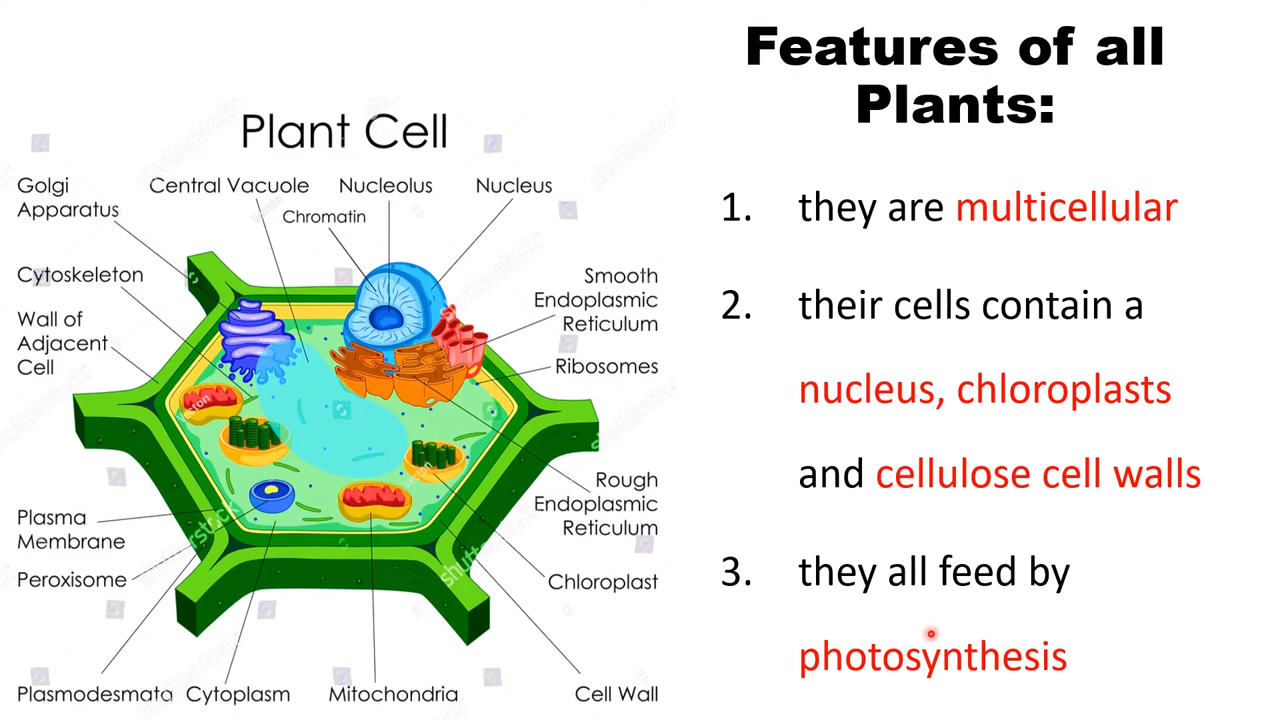 Features of all
Plants:
Plant Cell
Golgi
Apparatus
Central Vacuole
Nucleolus
Nucleus
Chromatin
Cytoskeleton
Wall of
Adjacent
Cell
Smooth
Endoplasmic
Reticulum
Ribosomes
Rough
Endoplasmic
Reticulum
Plasma
Membrane
Peroxisome
Chloroplast
Plasmodesmata
Cytoplasm
Mitochondria
Cell Wall
1. they are multicellular
2. their cells contain a
nucleus, chloroplasts
and cellulose cell walls
3. they all feed by
photosynthesis
shutterstock